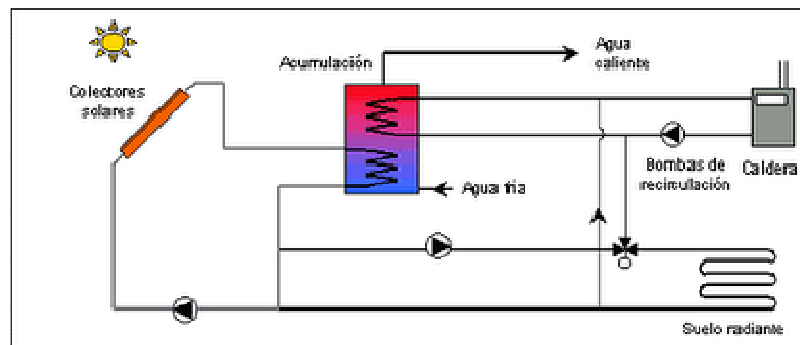 Acumulación
Agua
caliente
Colectores
solares
Agua fría
Bombas de
recirculación
Caldera
Suelo radiante